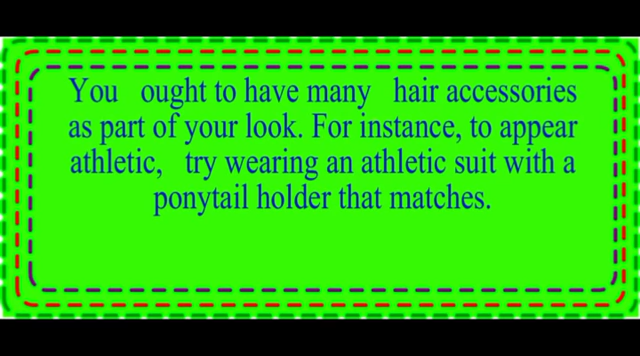 You ought to have many hair accessories
as part of your look. For instance, to appear
athletic, try wearing an athletic suit with a
ponytail holder that matches.